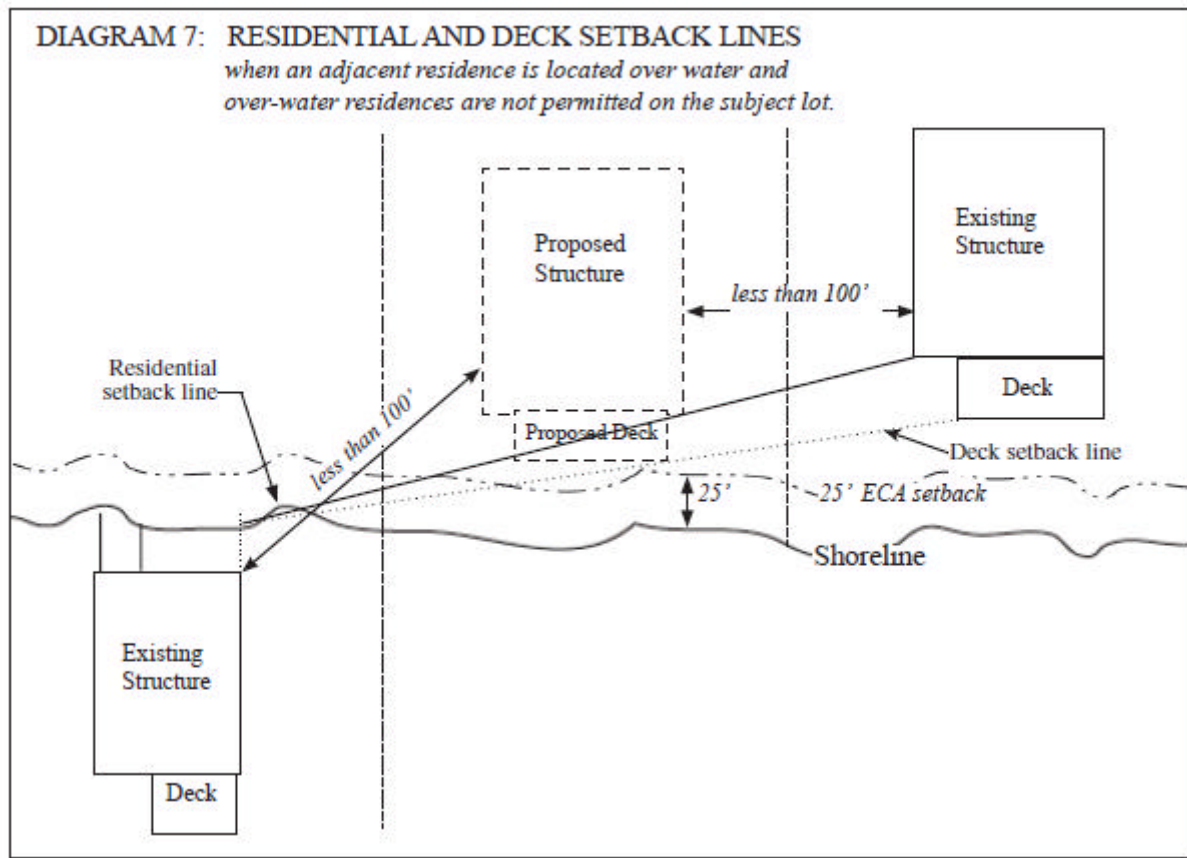 DIAGRAM 7: RESIDENTIAL AND DECK SETBACK LINES
when an adjacent residence is located over water and
over-water residences are not permitted on the subject lot.
Existing
Structure
Proposed
Structure
less than 100’
Residential
setback line
Deck
less than 100’
Proposed Deck
Deck setback line
25’
25’ ECA setback
Shoreline
Existing
Structure
Deck